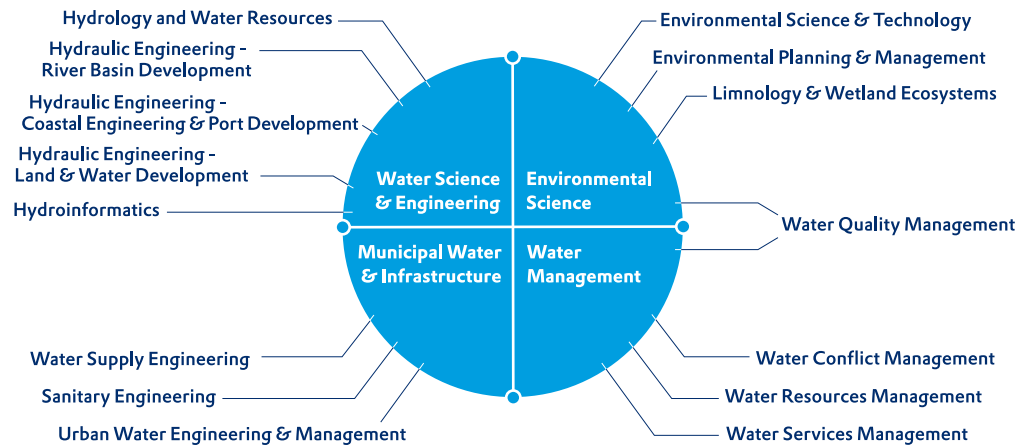 Hydrology and Water Resources
Hydraulic Engineering -
River Basin Development
Hydraulic Engineering -
Coastal Engineering & Port Development
Hydraulic Engineering -
Land & Water Development
Hydroinformatics
Environmental Science & Technology
Environmental Planning & Management
Limnology & Wetland Ecosystems
Water Quality Management
Water Science
& Engineering
Environmental
Science
Municipal Water
& Infrastructure
Water
Management
Water Supply Engineering
Sanitary Engineering
Urban Water Engineering & Management
Water Conflict Management
Water Resources Management
Water Services Management